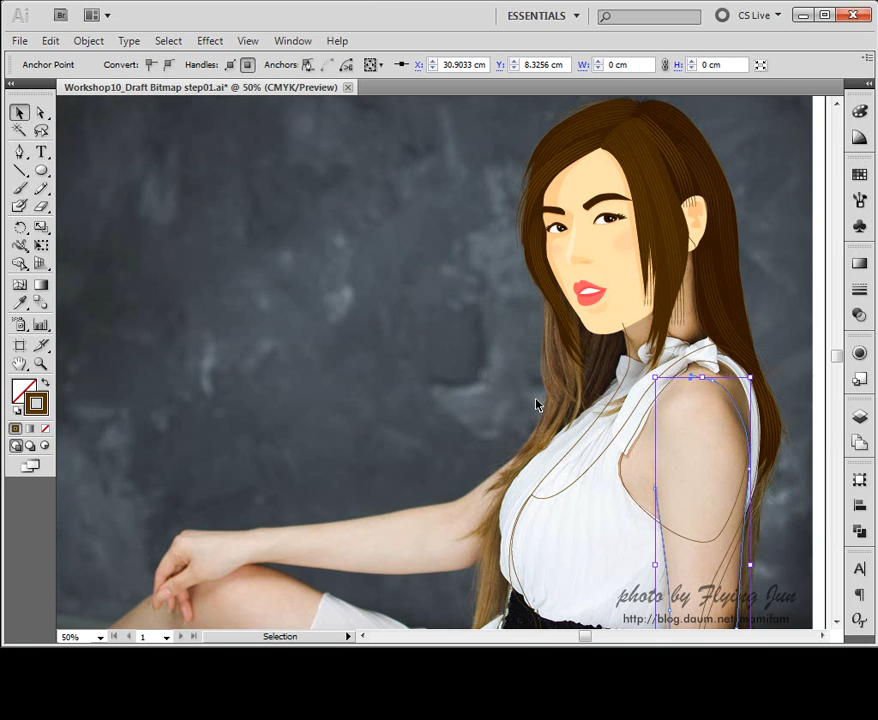 Ai Br ESSENTIALS CS Live
File Edit Object Type Select Effect View Window Help
Anchor Point Convert: Handles: Anchors: X: 30.9033 cm Y: 8.3256 cm W: 0 cm H: 0 cm
Workshop10_Draft Bitmap step01.ai* @ 50% (CMYK/Preview)
photo by Flying Jun
http://blog.daum.net/mamifam
50% 1 Selection